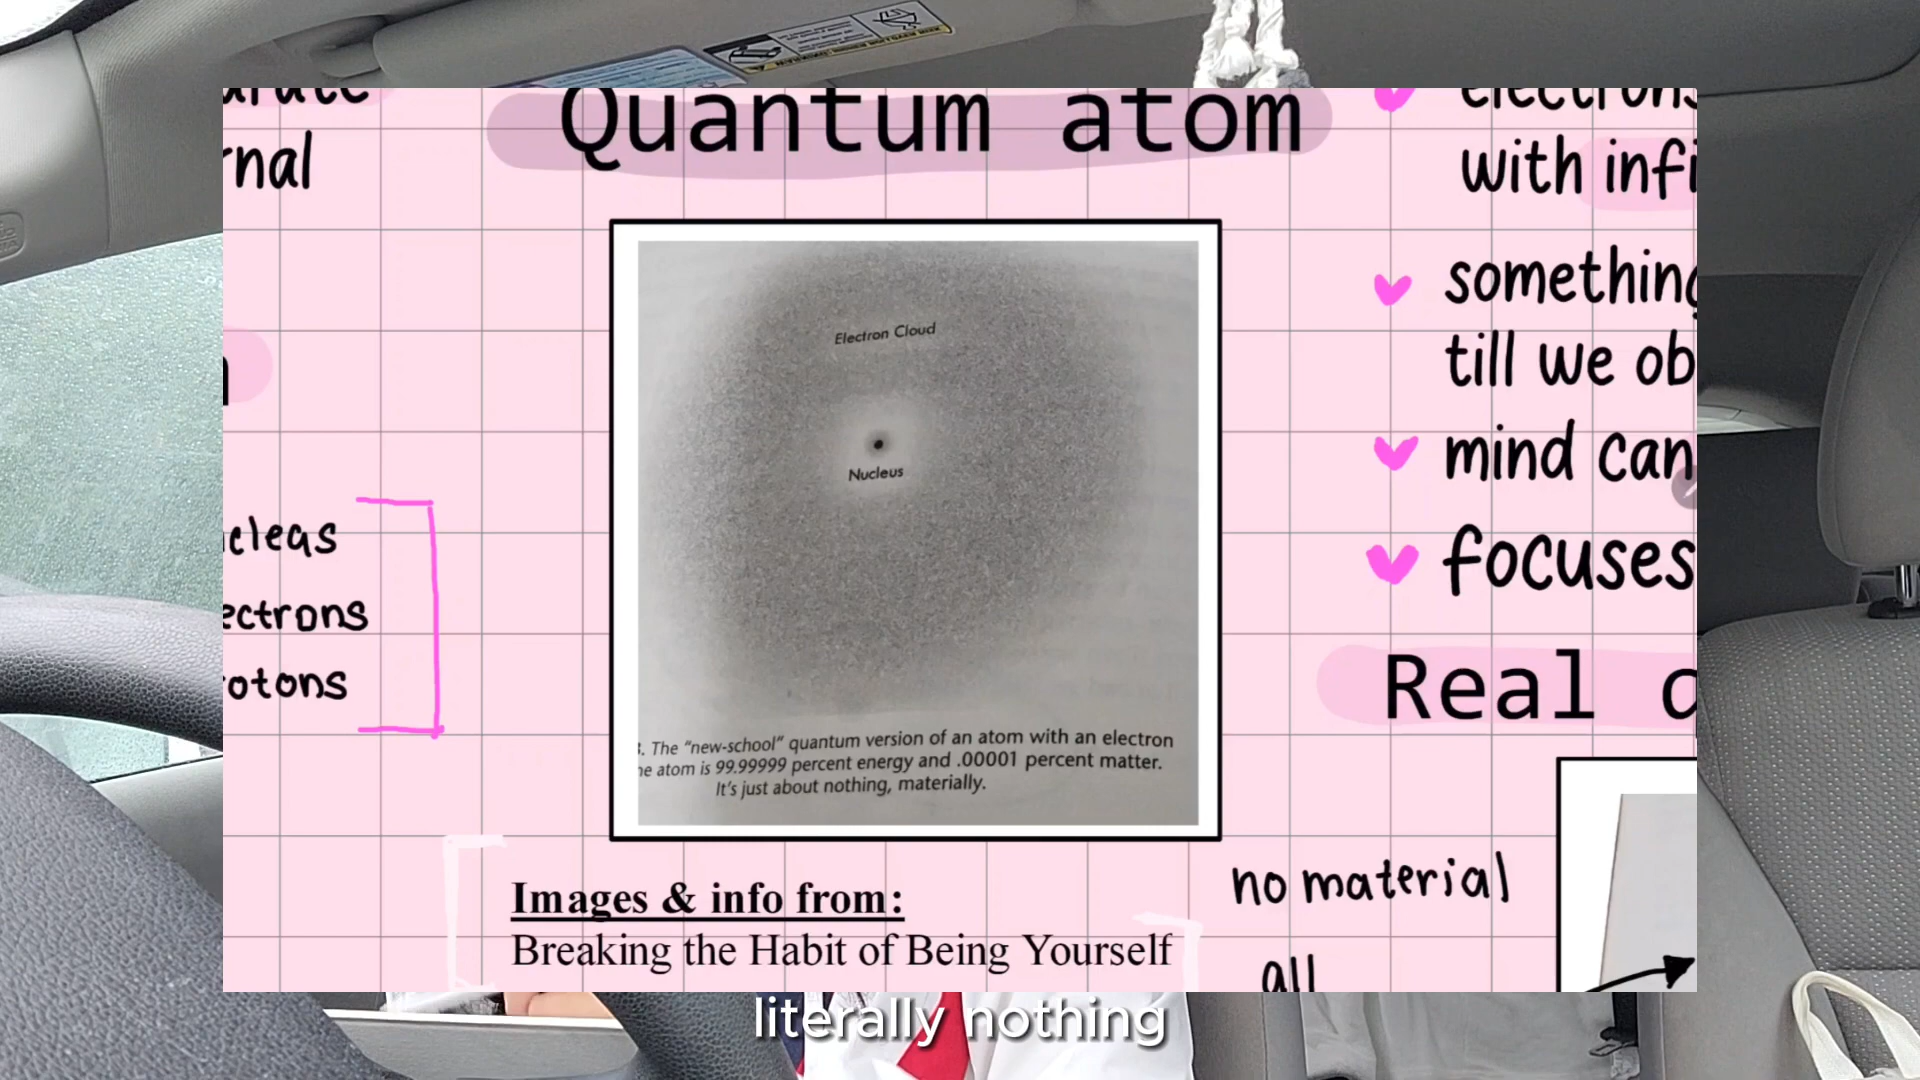 Quantum atom
rnal
with infi
something
till we ob
mind can
focuses
Electron Cloud
Nucleus
ectrons
otons
Real
. The “new-school” quantum version of an atom with an electron
atom is 99.99999 percent energy and .00001 percent matter.
It's just about nothing, materially.
no material
all
Images & info from:
Breaking the Habit of Being Yourself
literally nothing